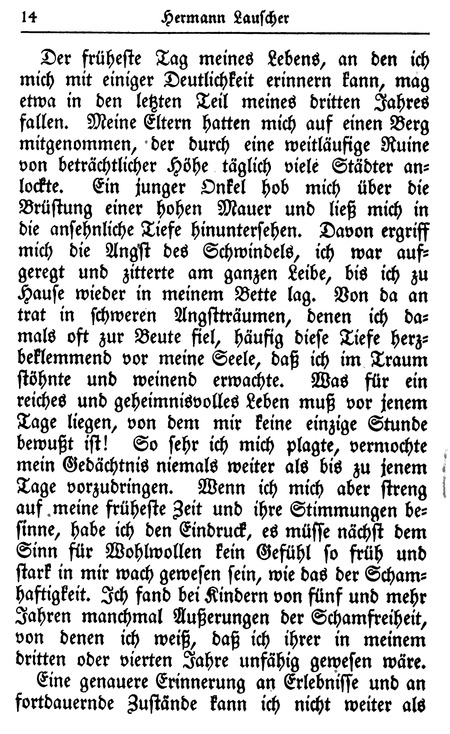 14 Hermann Lauscher
Der früheste Tag meines Lebens, an den ich
mich mit einiger Deutlichkeit erinnern kann, mag
etwa in den letzten Teil meines dritten Jahres
fallen. Meine Eltern hatten mich auf einen Berg
mitgenommen, der durch eine weitläufige Ruine
von beträchtlicher Höhe täglich viele Städter an-
lockte. Ein junger Onkel hob mich über die
Brüstung einer hohen Mauer und ließ mich in
die ansehnliche Tiefe hinuntersehen. Davon ergriff
mich die Angst des Schwindels, ich war auf-
geregt und zitterte am ganzen Leibe, bis ich zu
Hause wieder in meinem Bette lag. Von da an
trat in schweren Angstträumen, denen ich da-
mals oft zur Beute fiel, häufig diese Tiefe herz-
beklemmend vor meine Seele, daß ich im Traum
stöhnte und weinend erwachte. Was für ein
reiches und geheimnisvolles Leben muß vor jenem
Tage liegen, von dem mir keine einzige Stunde
bewußt ist! So sehr ich mich plagte, vermochte
mein Gedächtnis niemals weiter als bis zu jenem
Tage vorzudringen. Wenn ich mich aber streng
auf meine früheste Zeit und ihre Stimmungen be-
sinne, habe ich den Eindruck, es müsse nächst dem
Sinn für Wohlwollen kein Gefühl so früh und
stark in mir wach gewesen sein, wie das der Scham-
haftigkeit. Ich fand bei Kindern von fünf und mehr
Jahren manchmal Äußerungen der Schamfreiheit,
von denen ich weiß, daß ich ihrer in meinem
dritten oder vierten Jahre unfähig gewesen wäre.
Eine genauere Erinnerung an Erlebnisse und an
fortdauernde Zustände kann ich nicht weiter als